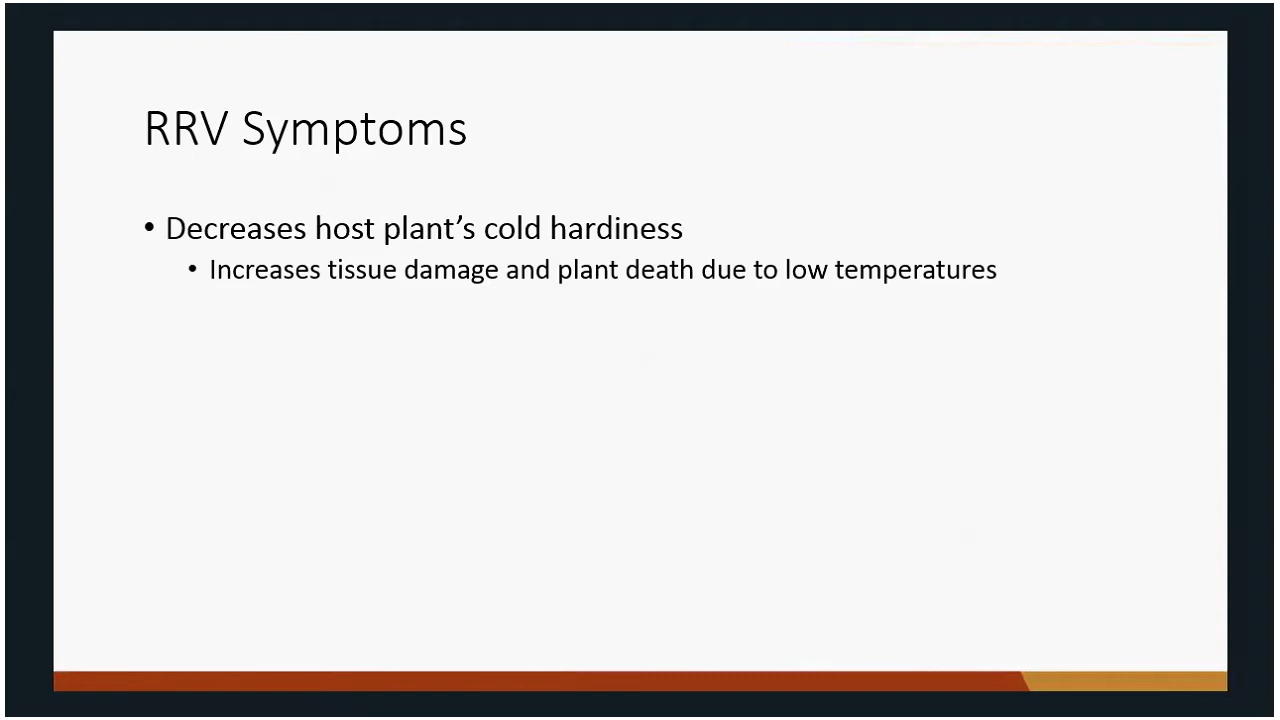 RRV Symptoms
• Decreases host plant’s cold hardiness
• Increases tissue damage and plant death due to low temperatures